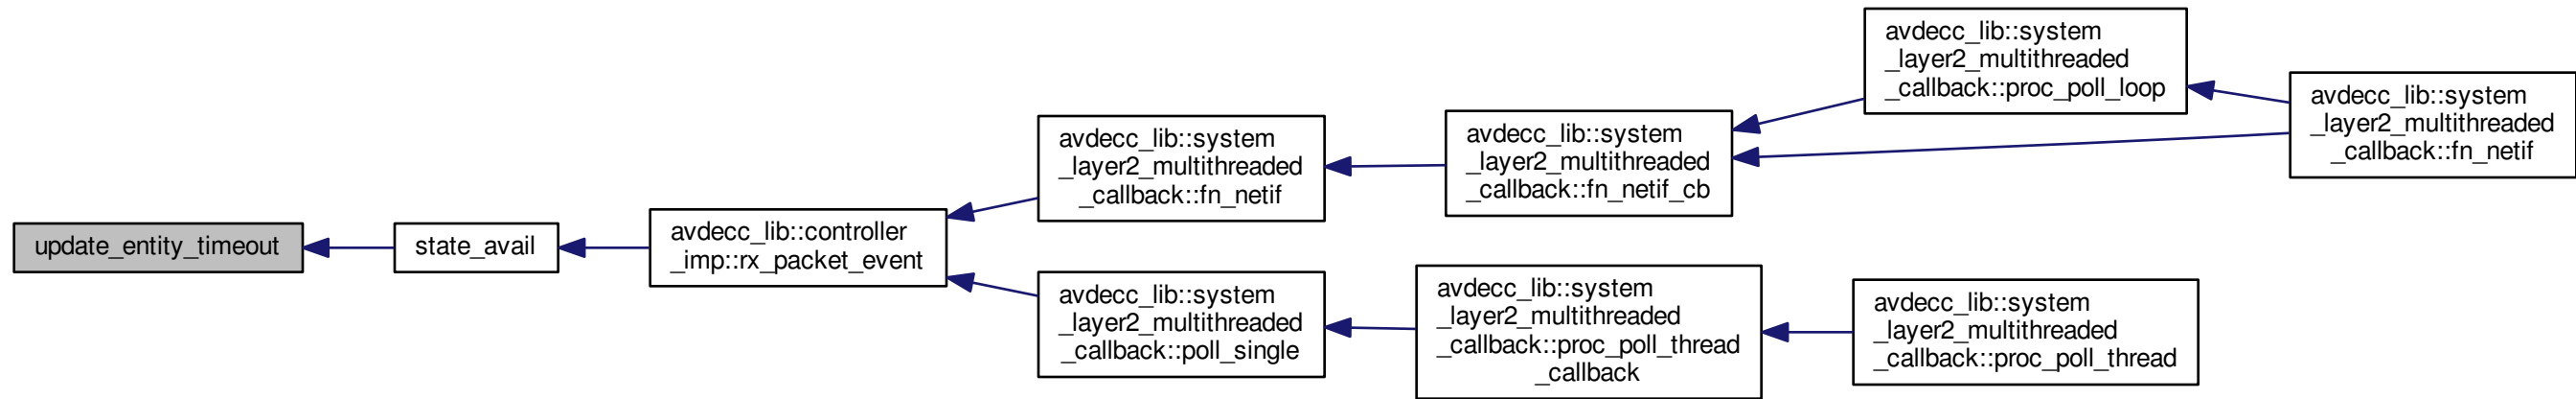 update_entity_timeout
state_avail
avdecc_lib::controller
_imp::rx_packet_event
avdecc_lib::system
_layer2_multithreaded
_callback::fn_netif
avdecc_lib::system
_layer2_multithreaded
_callback::fn_netif_cb
avdecc_lib::system
_layer2_multithreaded
_callback::proc_poll_loop
avdecc_lib::system
_layer2_multithreaded
_callback::fn_netif
avdecc_lib::system
_layer2_multithreaded
_callback::poll_single
avdecc_lib::system
_layer2_multithreaded
_callback::proc_poll_thread
_callback
avdecc_lib::system
_layer2_multithreaded
_callback::proc_poll_thread